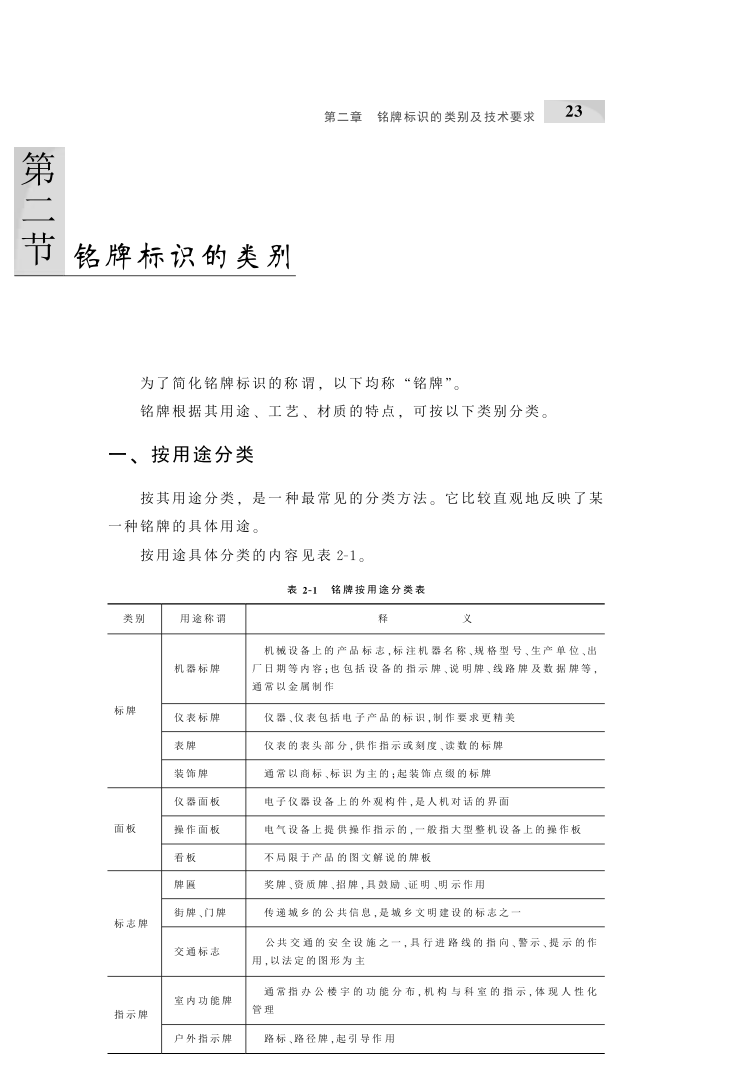 第二章 铭牌标识的类别及技术要求 23
第二节 铭牌标识的类别
为了简化铭牌标识的称谓，以下均称“铭牌”。
铭牌根据其用途、工艺、材质的特点，可按以下类别分类。
一、按用途分类
按其用途分类，是一种最常见的分类方法。它比较直观地反映了某
一种铭牌的具体用途。
按用途具体分类的内容见表 2-1。
表 2-1 铭牌按用途分类表
类别 用途称谓 释 义
标牌
机器标牌
机械设备上的产品标志,标注机器名称、规格型号、生产单位、出
厂日期等内容;也包括设备的指示牌、说明牌、线路牌及数据牌等,
通常以金属制作
仪表标牌 仪器、仪表包括电子产品的标识,制作要求更精美
表牌 仪表的表头部分,供作指示或刻度、读数的标牌
装饰牌 通常以商标、标识为主的;起装饰点缀的标牌
面板
仪器面板 电子仪器设备上的外观构件,是人机对话的界面
操作面板 电气设备上提供操作指示的,一般指大型整机设备上的操作板
看板 不局限于产品的图文解说的牌板
标志牌
牌匾 奖牌、资质牌、招牌,具鼓励、证明、明示作用
街牌、门牌 传递城乡的公共信息,是城乡文明建设的标志之一
交通标志
公共交通的安全设施之一,具行进路线的指向、警示、提示的作
用,以法定的图形为主
指示牌
室内功能牌
通常指办公楼宇的功能分布,机构与科室的指示,体现人性化
管理
户外指示牌 路标、路径牌,起引导作用